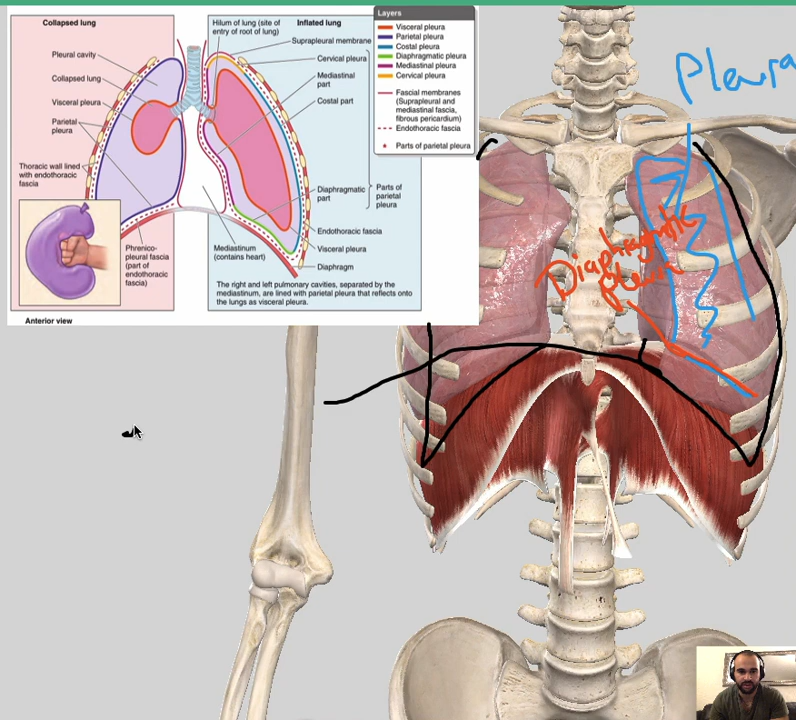 Collapsed lung
Pleural cavity
Collapsed lung
Visceral pleura
Parietal
pleura
Thoracic wall lined
with endothoracic
fascia
Phrenico-
pleural fascia
(part of
endothoracic
fascia)
Anterior view
Hilum of lung (site of
entry of root of lung)
Inflated lung
Suprapleural membrane
Cervical pleura
Mediastinal
part
Costal part
Diaphragmatic
part
Parts of
parietal
pleura
Endothoracic fascia
Visceral pleura
Diaphragm
Mediastinum
(contains heart)
The right and left pulmonary cavities, separated by the
mediastinum, are lined with parietal pleura that reflects onto
the lungs as visceral pleura.
Layers
Visceral pleura
Parietal pleura
Costal pleura
Diaphragmatic pleura
Mediastinal pleura
Cervical pleura
Fascial membranes
(Suprapleural and
mediastinal fascia,
fibrous pericardium)
Endothoracic fascia
Parts of parietal pleura
Pleura
Diaphragmatic